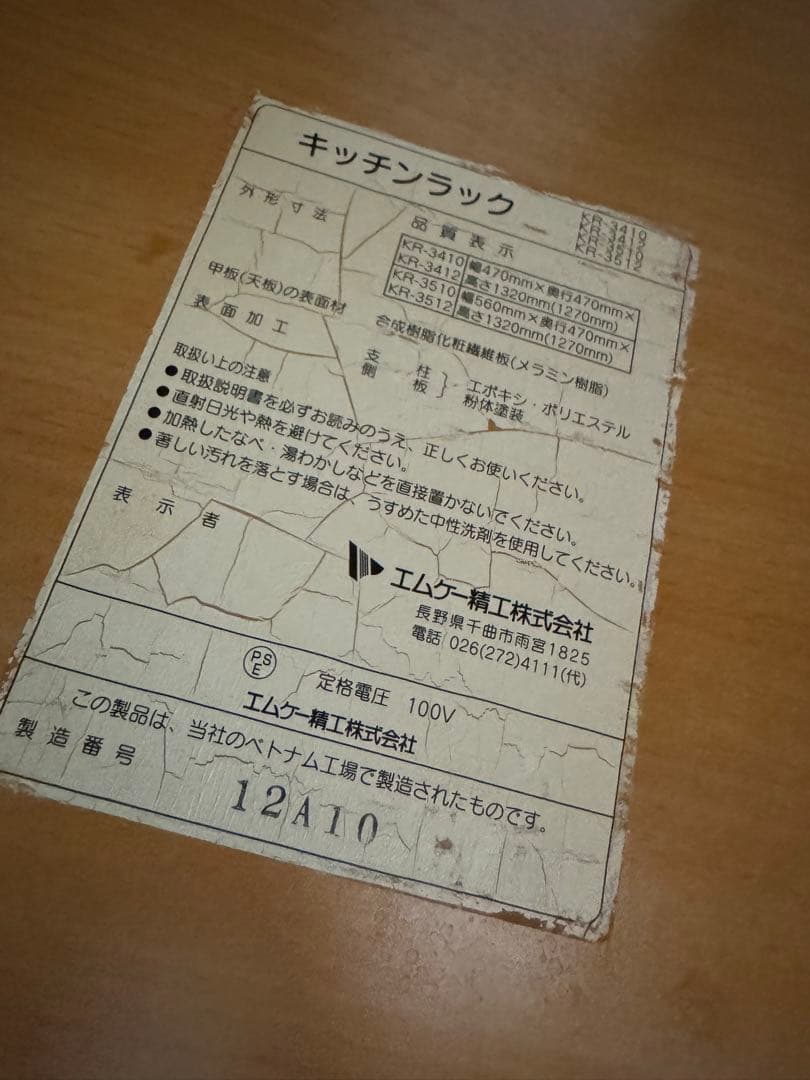 キッチンラック
KR-3410
KR-3412
KR-3510
KR-3512
品質表示
外形寸法
KR-3410 KR-3412 幅470mm×奥行470mm×高さ1320mm(1270mm)
KR-3510 KR-3512 幅560mm×奥行470mm×高さ1320mm(1270mm)
甲板(天板)の表面材 合成樹脂化粧繊維板(メラミン樹脂)
表面加工 支柱 側板 } エポキシ・ポリエステル粉体塗装
取扱い上の注意
●取扱説明書を必ずお読みのうえ、正しくお使いください。
●直射日光や熱を避けてください。
●加熱したなべ・湯わかしなどを直接置かないでください。
●著しい汚れを落とす場合は、うすめた中性洗剤を使用してください。
表示者
エムケー精工株式会社
長野県千曲市雨宮1825
電話 026(272)4111(代)
PSE 定格電圧 100V
エムケー精工株式会社
この製品は、当社のベトナム工場で製造されたものです。
製造番号
12A10